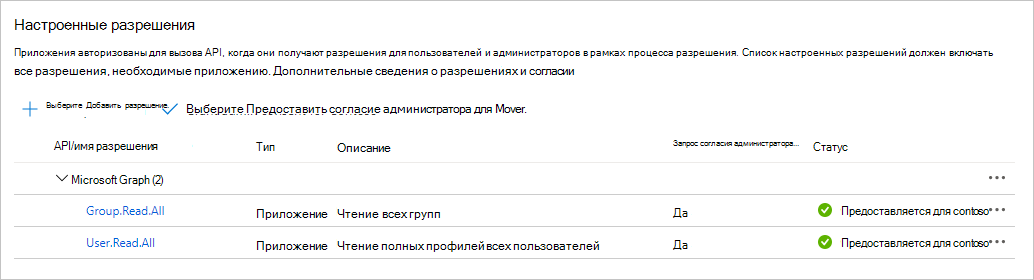 Настроенные разрешения
Приложения авторизованы для вызова API, когда они получают разрешения для пользователей и администраторов в рамках процесса разрешения. Список настроенных разрешений должен включать
все разрешения, необходимые приложению. Дополнительные сведения о разрешениях и согласии
Выберите Добавить разрешение. Выберите Предоставить согласие администратора для Mover.
API/имя разрешения Тип Описание Запрос согласия администратора... Статус
Microsoft Graph (2) •••
Group.Read.All Приложение Чтение всех групп Да Предоставляется для contoso •••
User.Read.All Приложение Чтение полных профилей всех пользователей Да Предоставляется для contoso •••